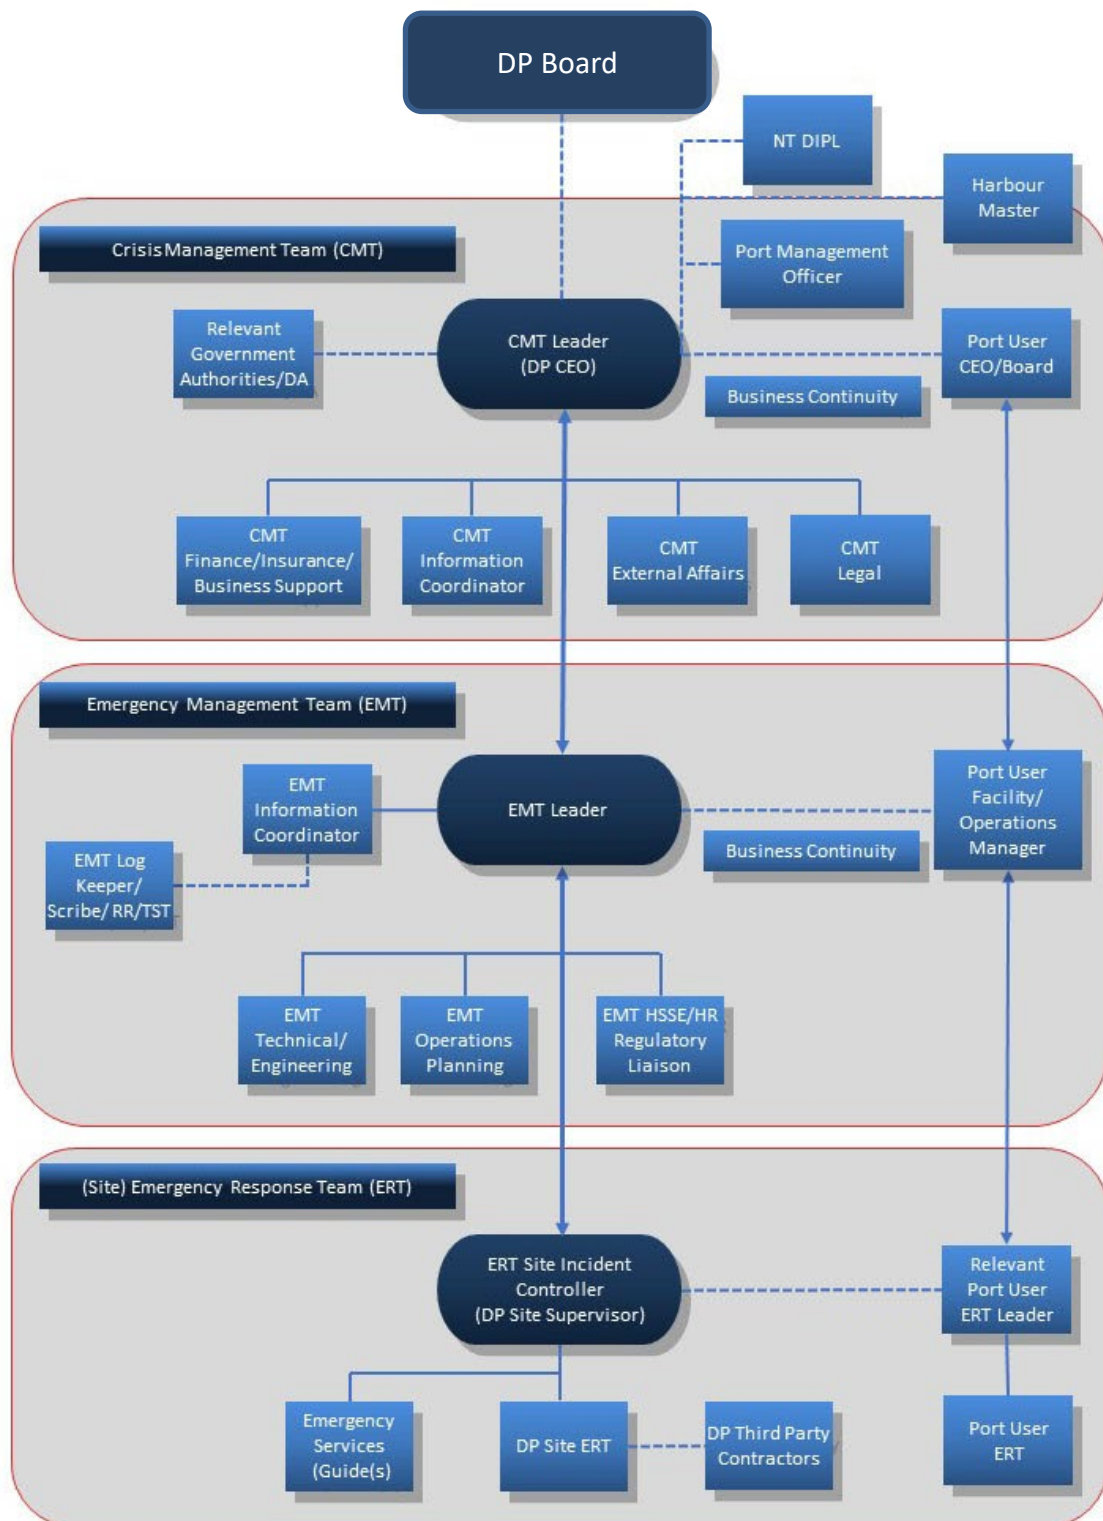 DP Board
NT DIPL
Harbour
Master
Crisis Management Team (CMT)
Port Management
Officer
Relevant
Government
Authorities/DA
CMT Leader
(DP CEO)
Port User
CEO/Board
Business Continuity
CMT
Finance/Insurance/
Business Support
CMT
Information
Coordinator
CMT
External Affairs
CMT
Legal
Emergency Management Team (EMT)
EMT
Information
Coordinator
EMT Leader
Port User
Facility/
Operations
Manager
Business Continuity
EMT Log
Keeper/
Scribe/ RR/TST
EMT
Technical/
Engineering
EMT
Operations
Planning
EMT HSSE/HR
Regulatory
Liaison
(Site) Emergency Response Team (ERT)
ERT Site Incident
Controller
(DP Site Supervisor)
Relevant
Port User
ERT Leader
Emergency
Services
(Guide(s)
DP Site ERT
DP Third Party
Contractors
Port User
ERT